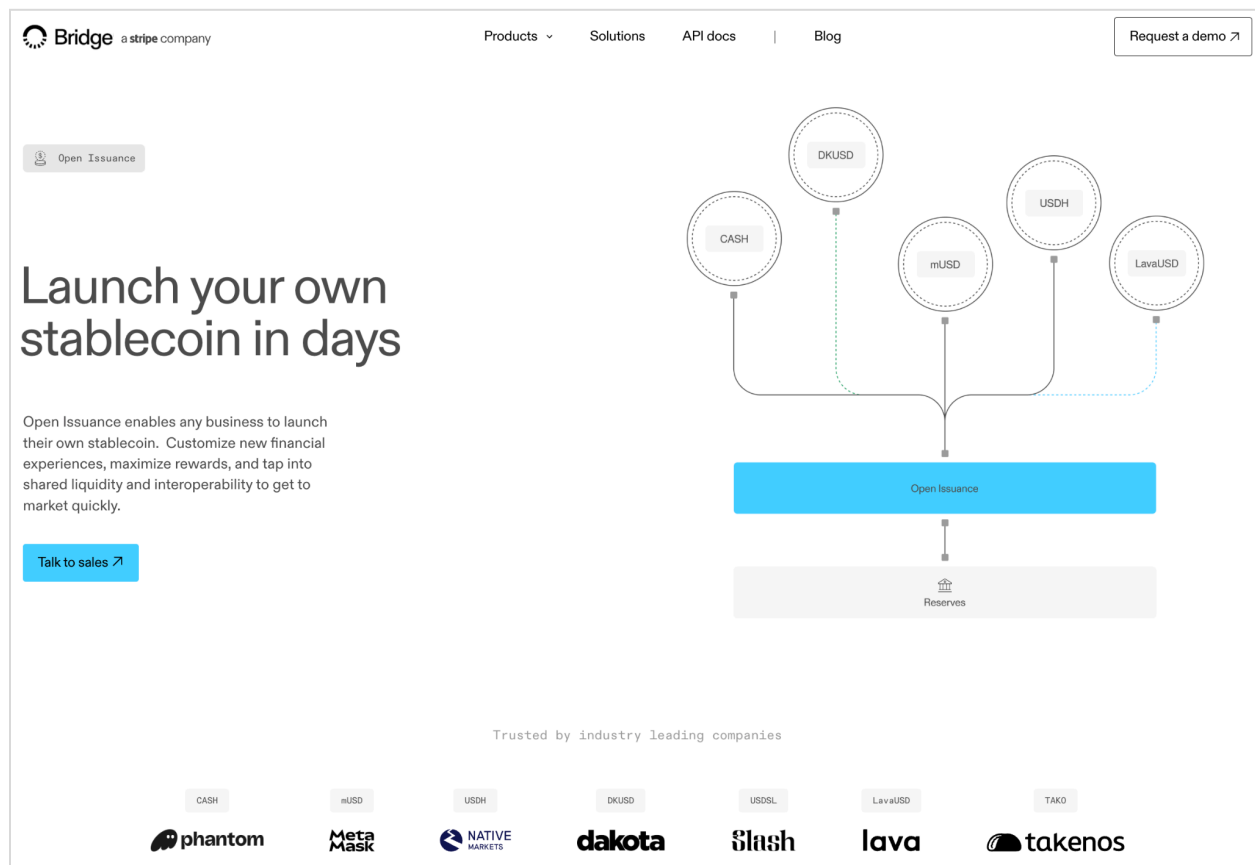 Bridge a stripe company
Products
Solutions
API docs
|
Blog
Request a demo
Open Issuance
Launch your own
stablecoin in days
Open Issuance enables any business to launch
their own stablecoin.  Customize new financial
experiences, maximize rewards, and tap into
shared liquidity and interoperability to get to
market quickly.
Talk to sales
DKUSD
USDH
CASH
mUSD
LavaUSD
Open Issuance
Reserves
Trusted by industry leading companies
CASH
phantom
mUSD
Meta
Mask
USDH
NATIVE
MARKETS
DKUSD
dakota
USDSL
Slash
LavaUSD
lava
TAKO
takenos